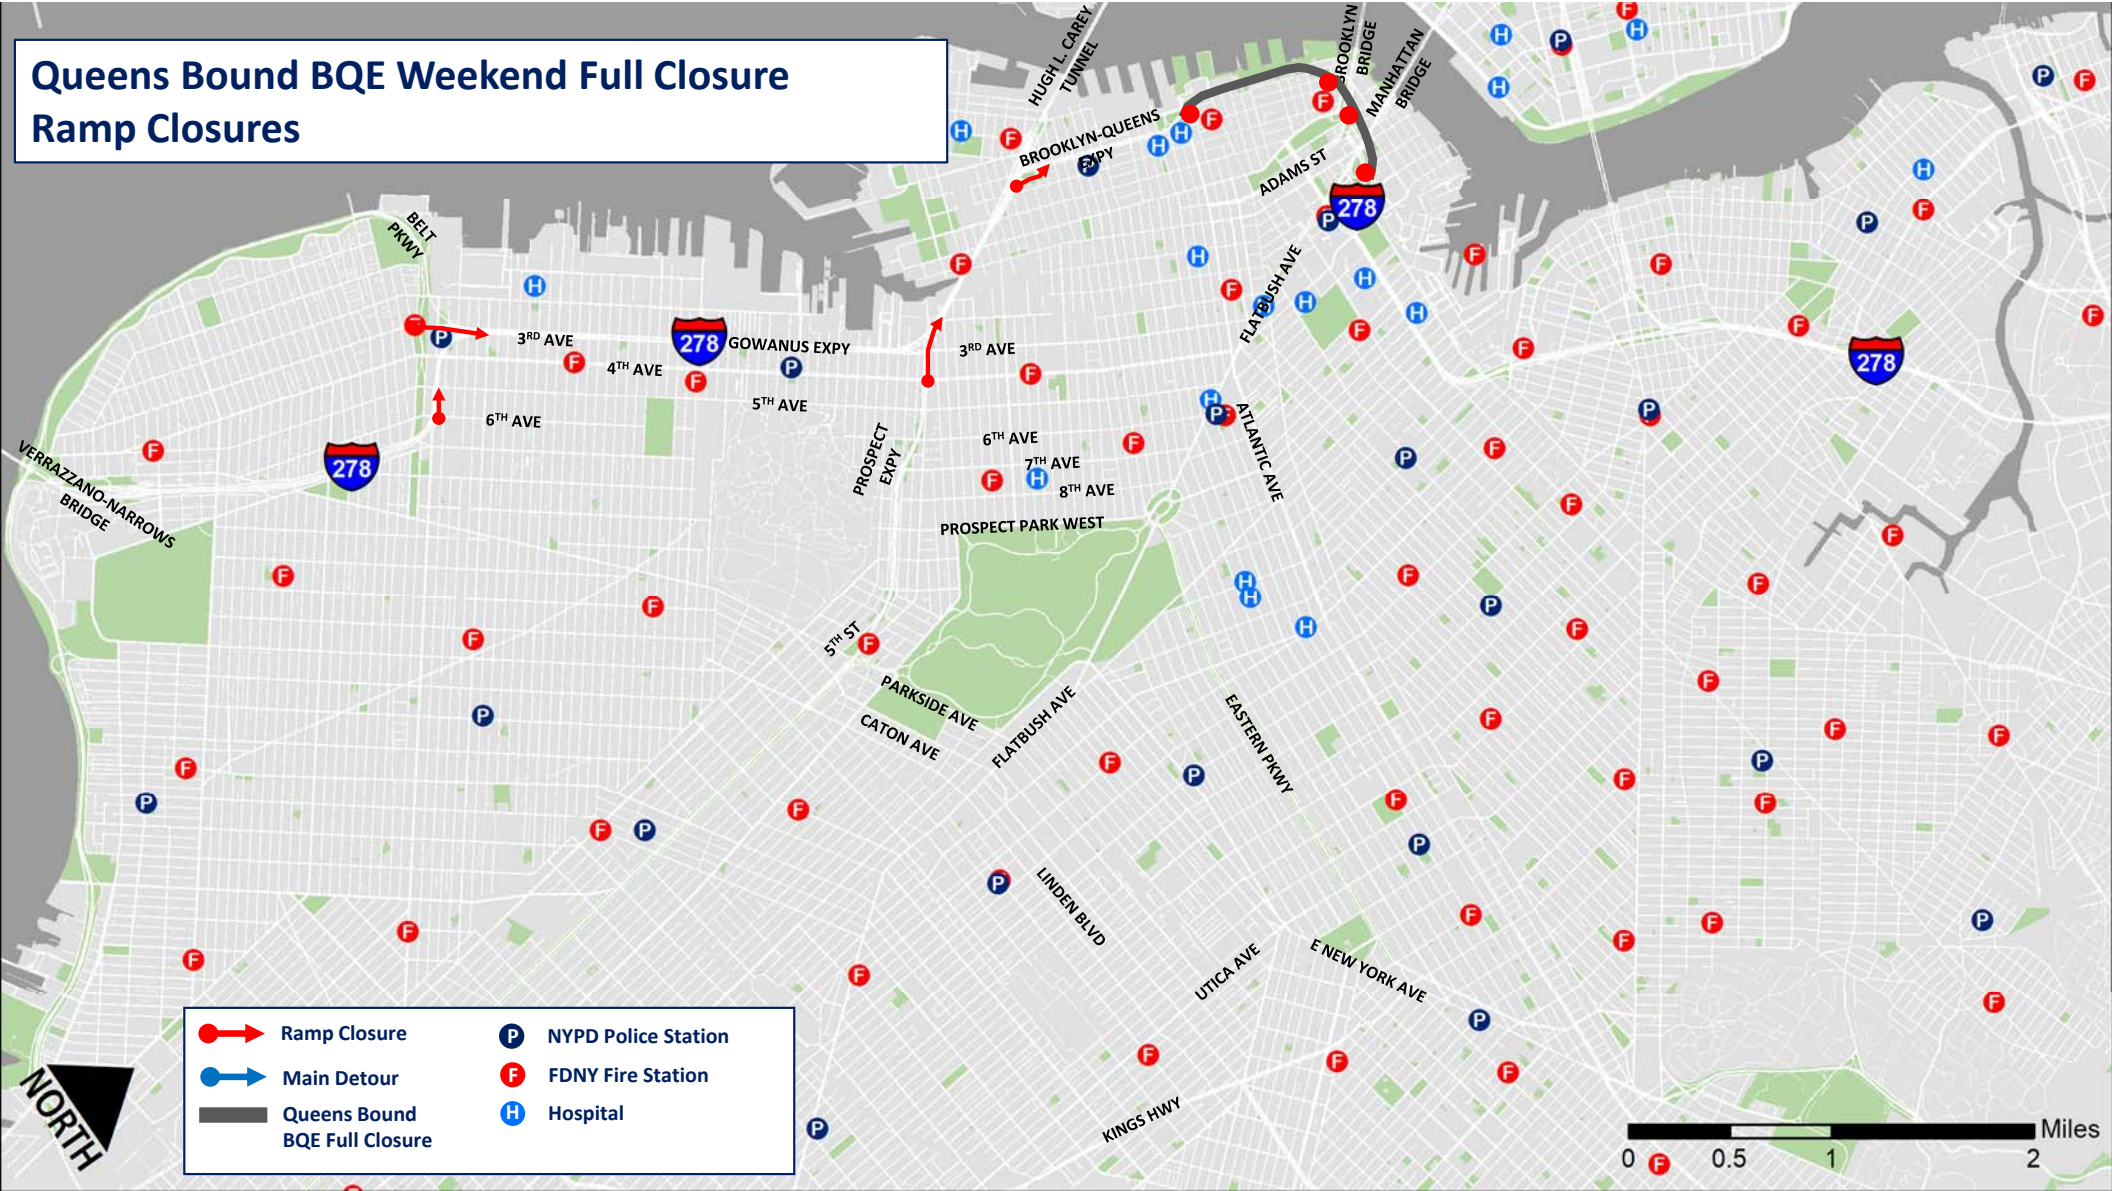 Queens Bound BQE Weekend Full Closure
Ramp Closures
HUGH L. CAREY
TUNNEL
BROOKLYN
BRIDGE
MANHATTAN
BRIDGE
BROOKLYN-QUEENS
EXPY
ADAMS ST
278
BELT
PKWY
FLATBUSH AVE
3RD AVE
278
GOWANUS EXPY
3RD AVE
278
4TH AVE
5TH AVE
6TH AVE
ATLANTIC AVE
PROSPECT
EXPY
6TH AVE
7TH AVE
8TH AVE
278
VERRAZZANO-NARROWS
BRIDGE
PROSPECT PARK WEST
5TH ST
PARKSIDE AVE
CATON AVE
FLATBUSH AVE
EASTERN PKWY
LINDEN BLVD
UTICA AVE
E NEW YORK AVE
KINGS HWY
NORTH
Ramp Closure
Main Detour
Queens Bound
BQE Full Closure
P NYPD Police Station
F FDNY Fire Station
H Hospital
Miles
0 0.5 1 2